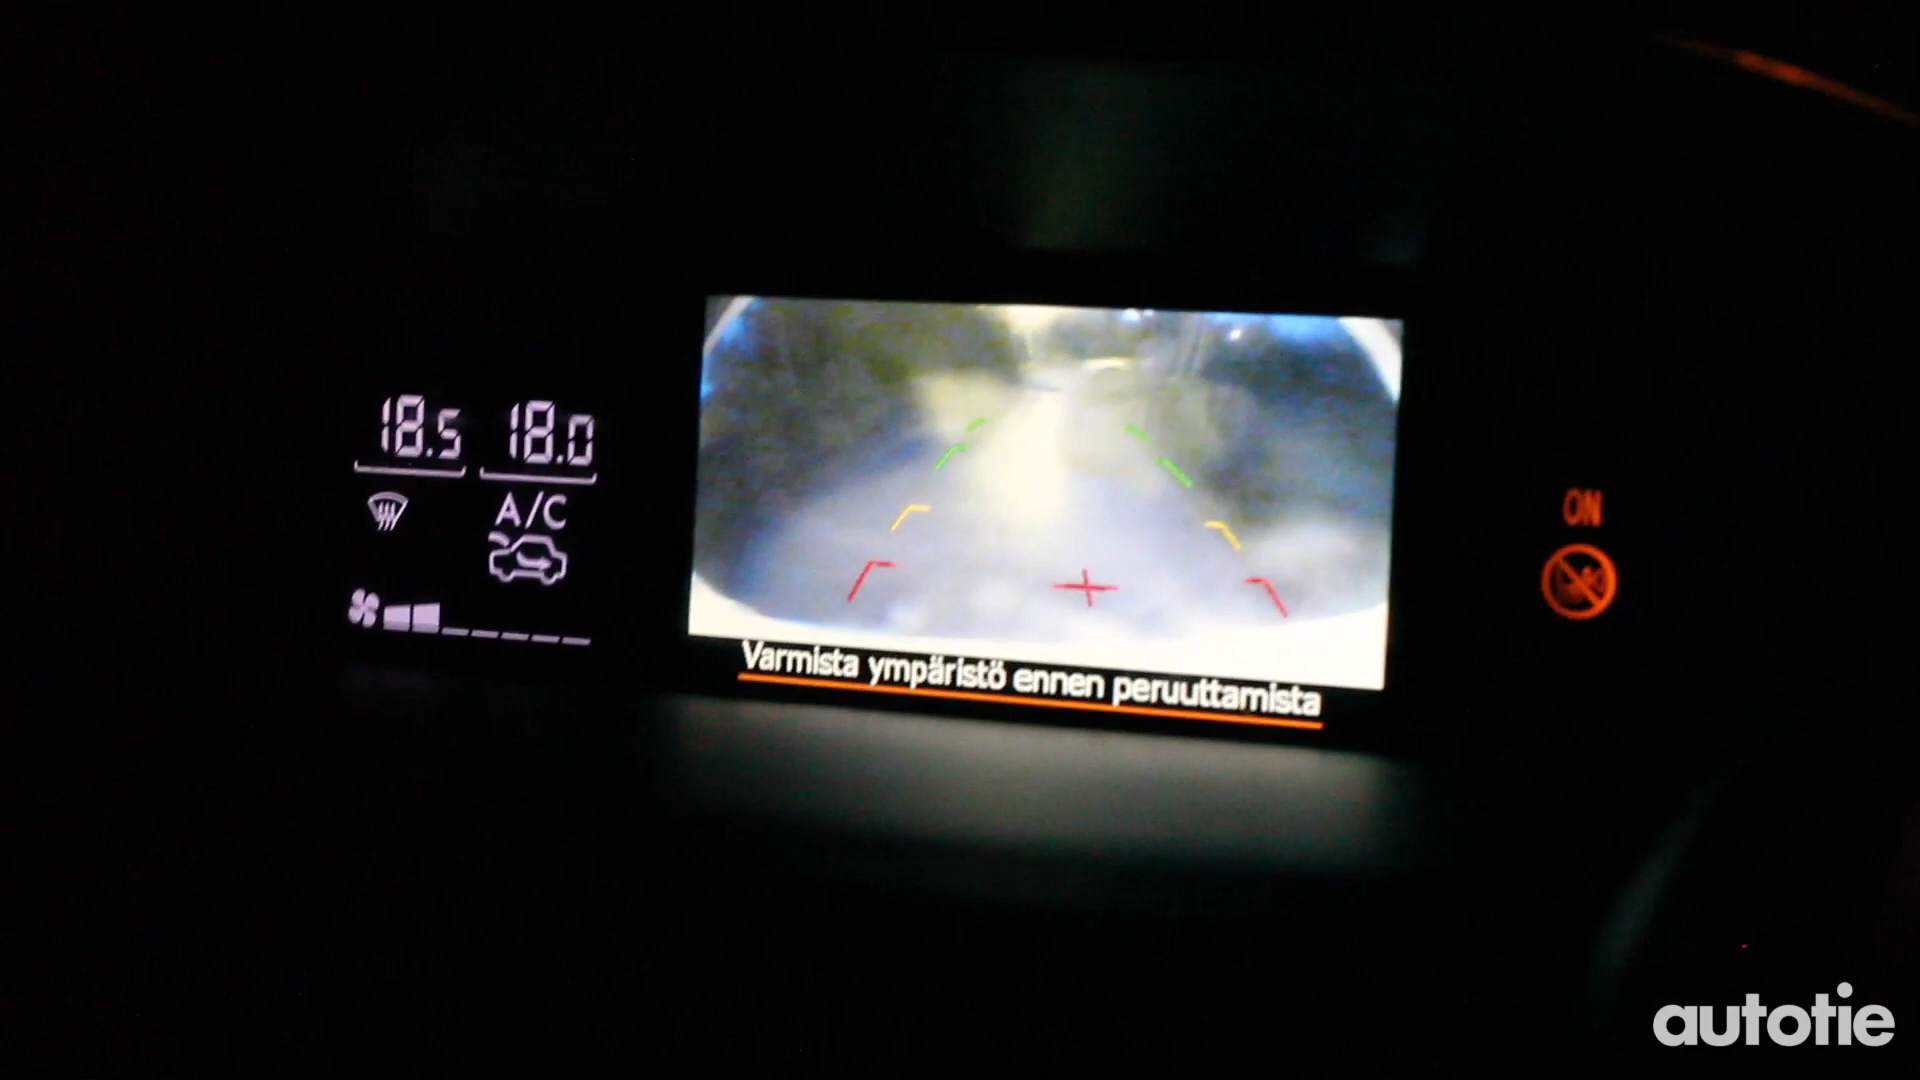 18.5 18.0
A/C
Varmista ympäristö ennen peruuttamista
ON
autotie